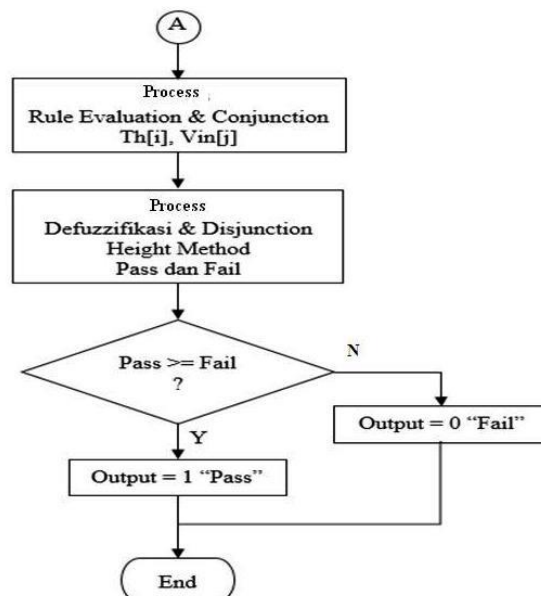 A
Process
Rule Evaluation & Conjunction
Th[i], Vin[j]
Process
Defuzzifikasi & Disjunction
Height Method
Pass dan Fail
Pass >= Fail
?
N
Y
Output = 0 “Fail”
Output = 1 “Pass”
End